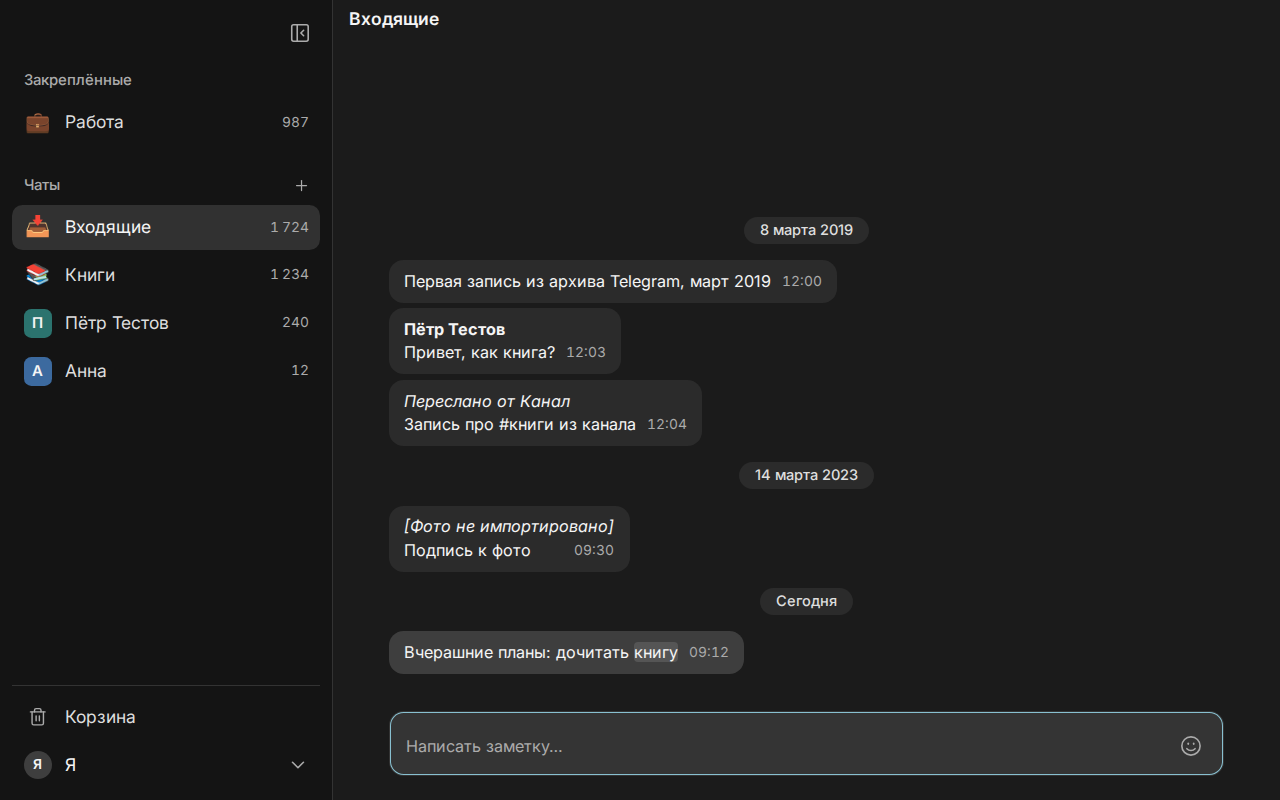 Закреплённые
Работа 987
Чаты
Входящие 1 724
Книги 1 234
П Пётр Тестов 240
А Анна 12
Корзина
Я Я
Входящие
8 марта 2019
Первая запись из архива Telegram, март 2019 12:00
Пётр Тестов
Привет, как книга? 12:03
Переслано от Канал
Запись про #книги из канала 12:04
14 марта 2023
[Фото не импортировано]
Подпись к фото 09:30
Сегодня
Вчерашние планы: дочитать книгу 09:12
Написать заметку...